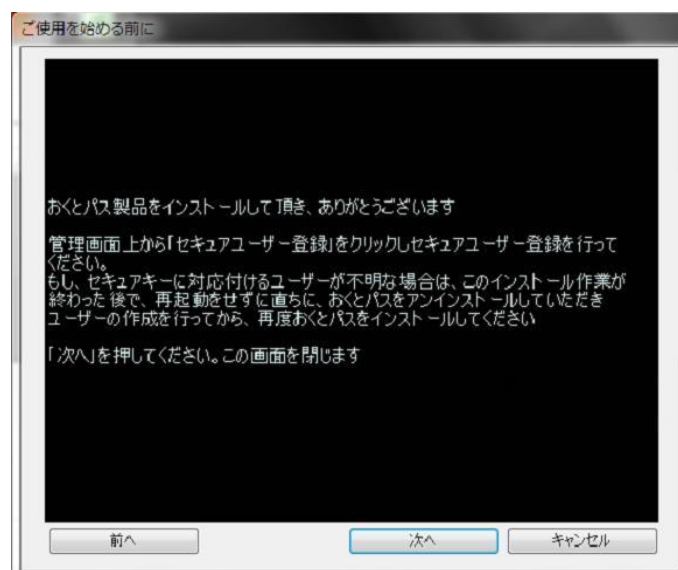 ご使用を始める前に
おくとパス製品をインストールして頂き、ありがとうございます
管理画面上から「セキュアユーザー登録」をクリックしセキュアユーザー登録を行って
ください。
もし、セキュアキーに対応付けるユーザーが不明な場合は、このインストール作業が
終わった後で、再起動をせずに直ちに、おくとパスをアンインストールしていただき
ユーザーの作成を行ってから、再度おくとパスをインストールしてください
「次へ」を押してください。この画面を閉じます
前へ
次へ
キャンセル